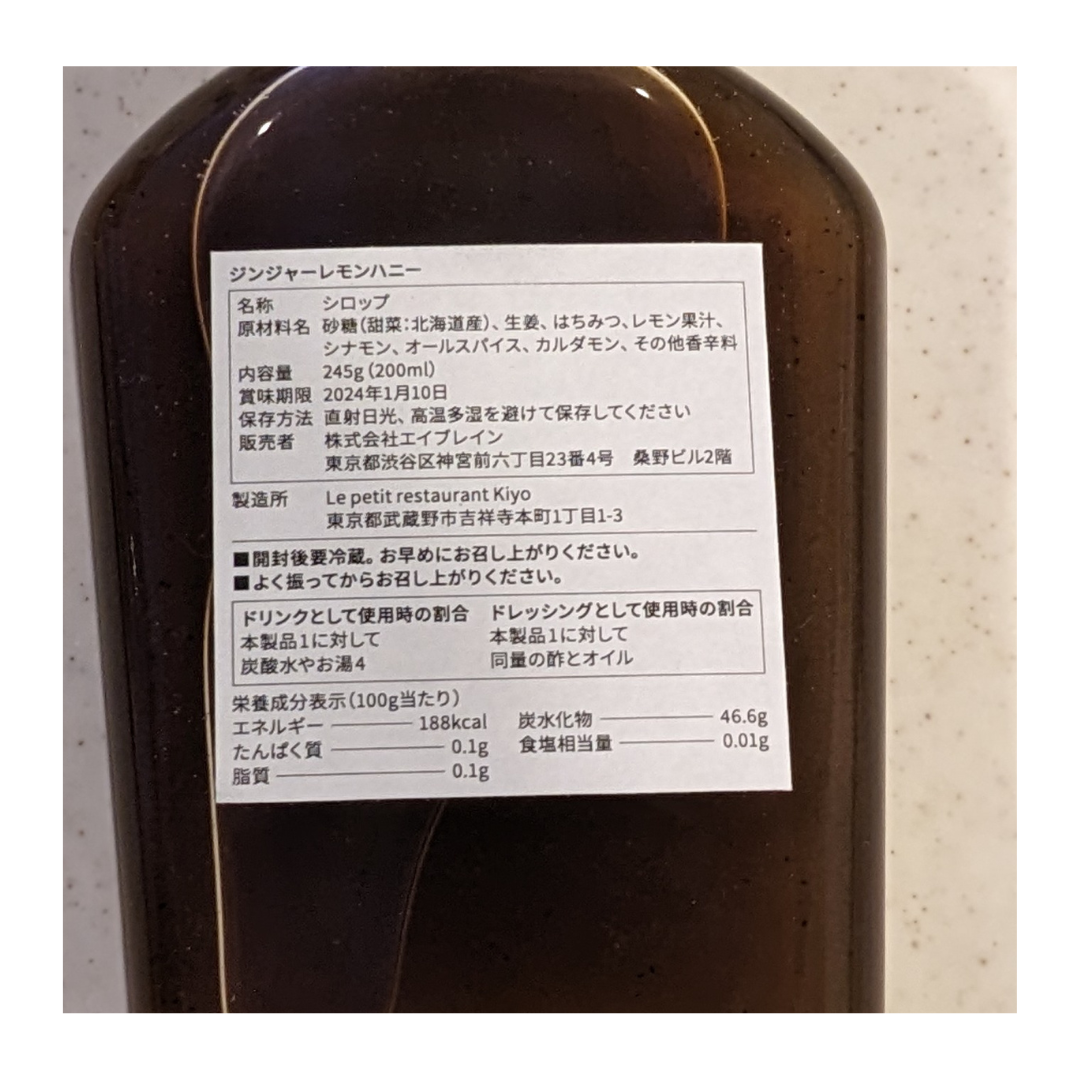 ジンジャーレモンハニー
名称 シロップ
原材料名 砂糖(甜菜:北海道産)、生姜、はちみつ、レモン果汁、
シナモン、オールスパイス、カルダモン、その他香辛料
内容量 245g(200ml)
賞味期限 2024年1月10日
保存方法 直射日光、高温多湿を避けて保存してください
販売者 株式会社エイブレイン
東京都渋谷区神宮前六丁目23番4号 桑野ビル2階
製造所 Le petit restaurant Kiyo
東京都武蔵野市吉祥寺本町1丁目1-3
■開封後要冷蔵。お早めにお召し上がりください。
■よく振ってからお召し上がりください。
ドリンクとして使用時の割合
本製品1に対して
炭酸水やお湯4
ドレッシングとして使用時の割合
本製品1に対して
同量の酢とオイル
栄養成分表示(100g当たり)
エネルギー 188kcal
たんぱく質 0.1g
脂質 0.1g
炭水化物 46.6g
食塩相当量 0.01g